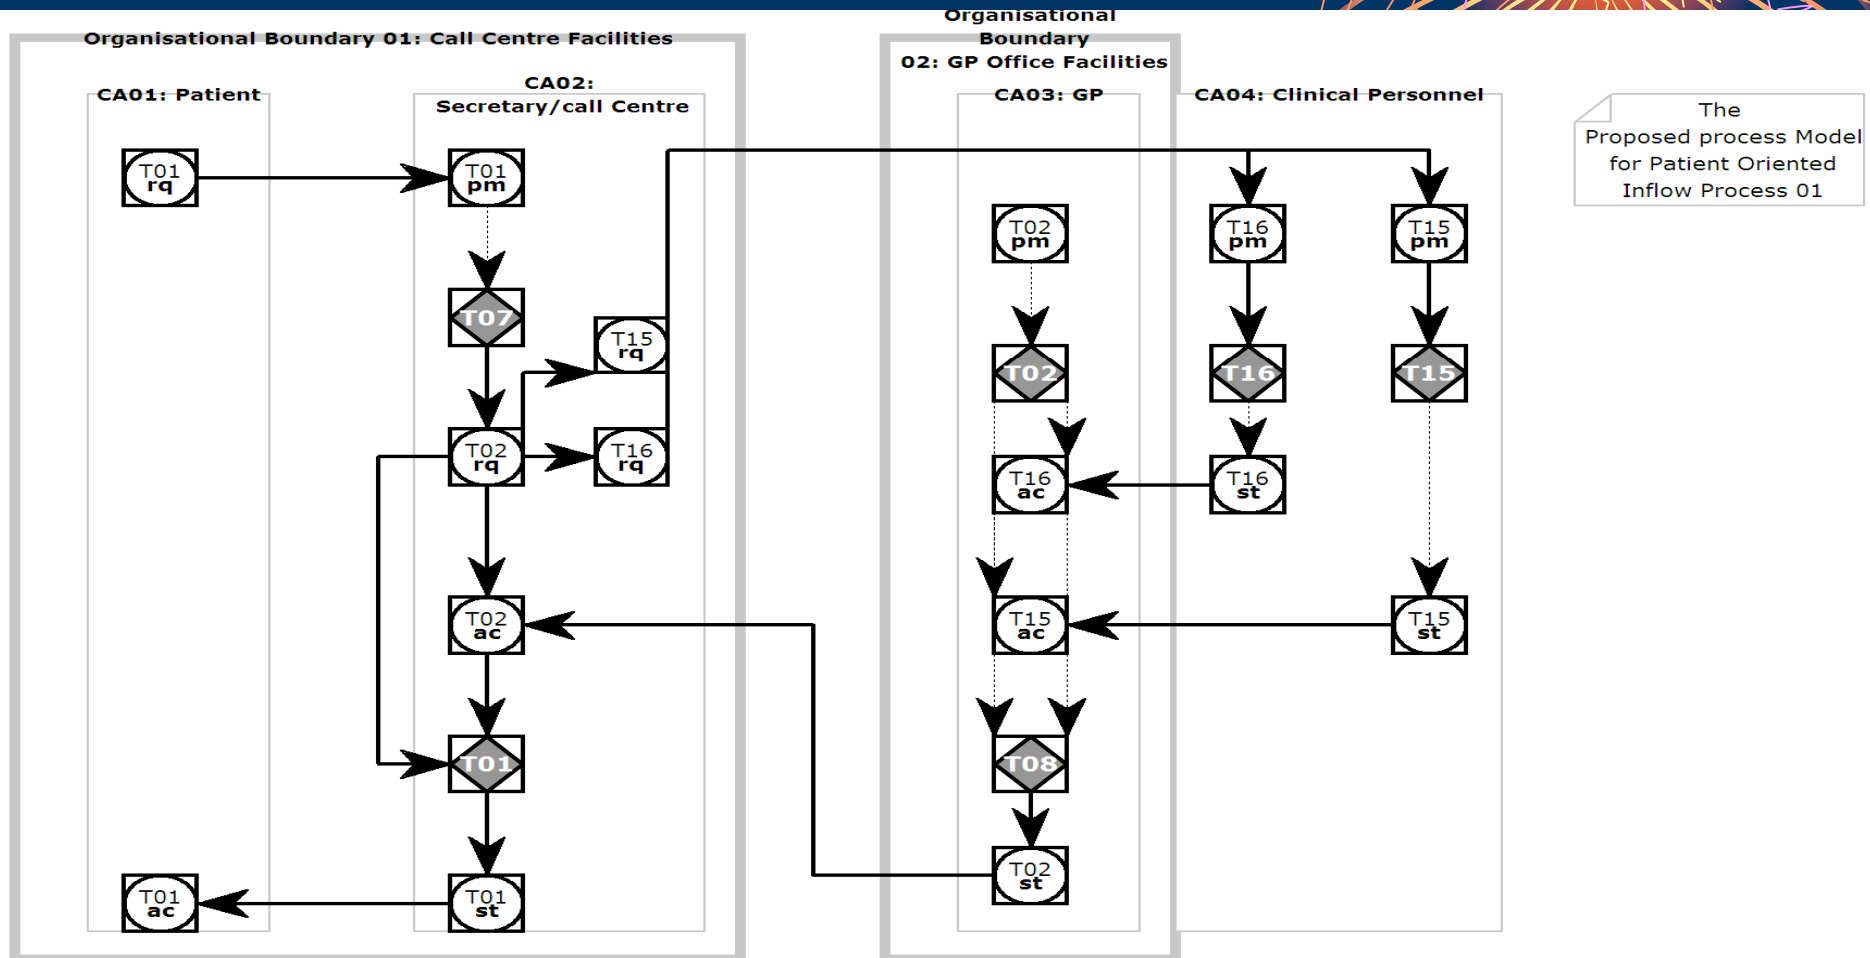 Organisational
Boundary
02: GP Office Facilities
Organisational Boundary 01: Call Centre Facilities
CA01: Patient
CA02:
Secretary/call Centre
CA03: GP
CA04: Clinical Personnel
The
Proposed process Model
for Patient Oriented
Inflow Process 01
T01
rq
T01
pm
T02
pm
T16
pm
T15
pm
T07
T15
rq
T02
T16
T15
T02
rq
T16
rq
T16
ac
T16
st
T02
ac
T15
ac
T15
st
T01
T08
T02
st
T01
ac
T01
st